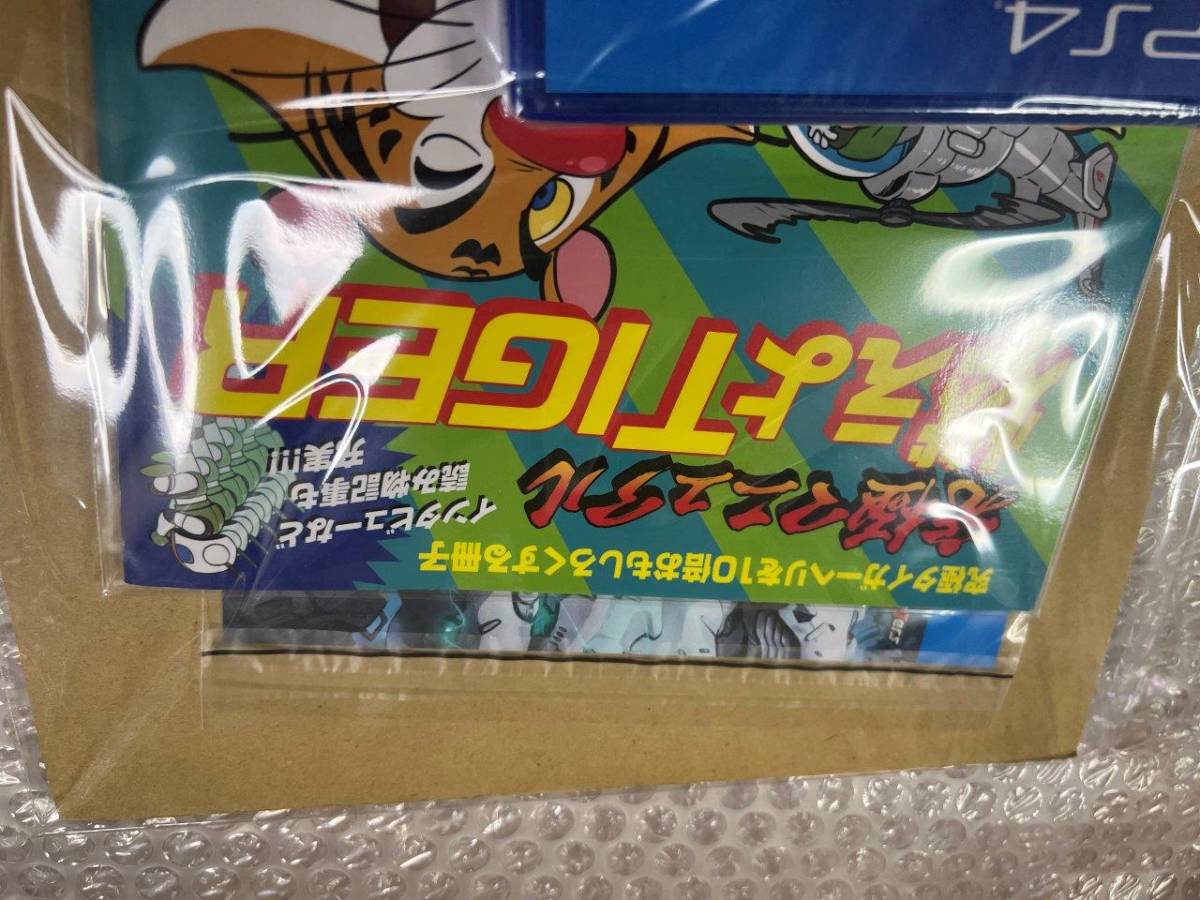 究極タイガーヘリを10倍おもしろくする冊子
究極マニュアル
吠えよTIGER
インタビューなど
読み物記事も
充実!!!
PS4